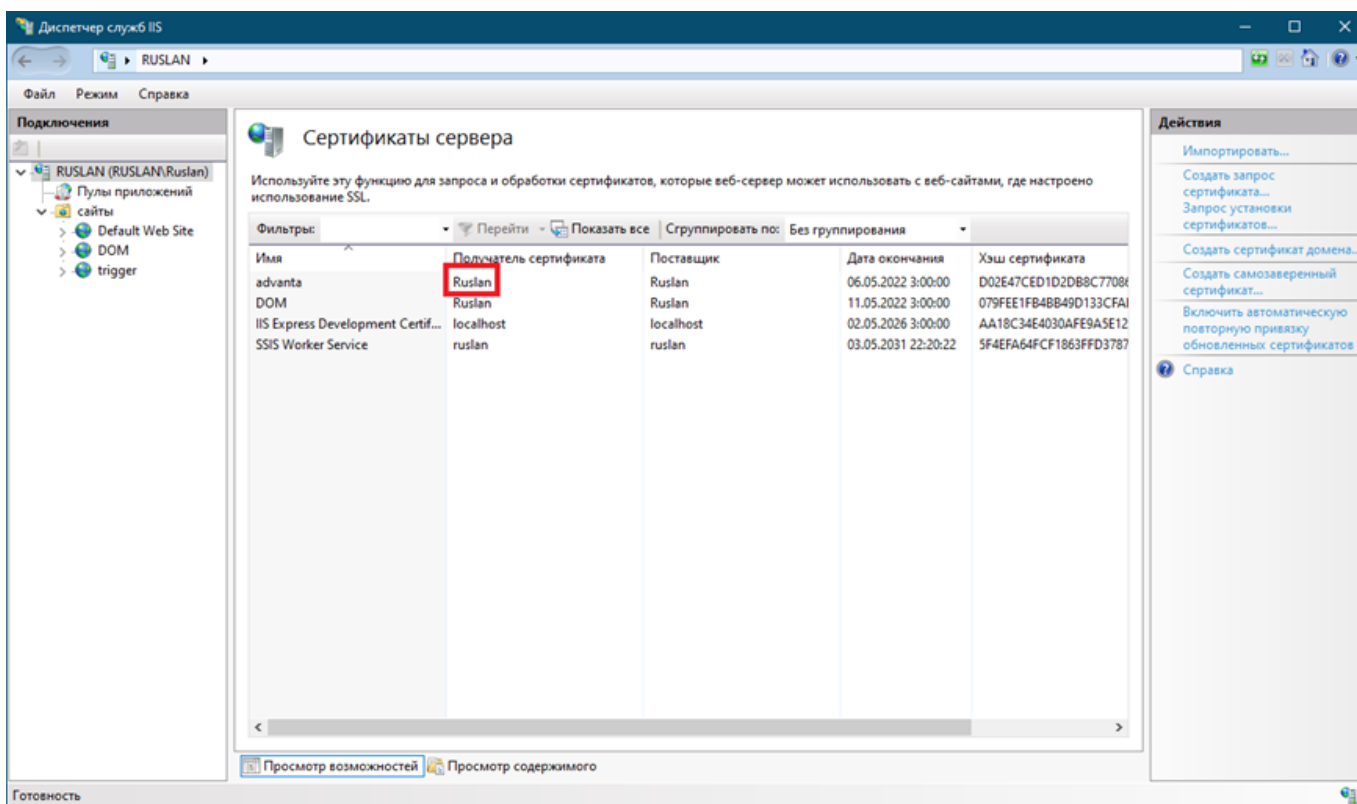 Диспетчер служб IIS
RUSLAN
Файл Режим Справка
Подключения
RUSLAN (RUSLAN\Ruslan)
Пулы приложений
сайты
Default Web Site
DOM
trigger
Сертификаты сервера
Используйте эту функцию для запроса и обработки сертификатов, которые веб-сервер может использовать с веб-сайтами, где настроено
использование SSL.
Фильтры: Перейти Показать все Сгруппировать по: Без группирования
Имя Получатель сертификата Поставщик Дата окончания Хэш сертификата
advanta Ruslan Ruslan 06.05.2022 3:00:00 D02E47CED1D2DB8C77086
DOM Ruslan Ruslan 11.05.2022 3:00:00 079FEE1FB4BB49D133CFAI
IIS Express Development Certif... localhost localhost 02.05.2026 3:00:00 AA18C34E4030AFE9A5E12
SSIS Worker Service ruslan ruslan 03.05.2031 22:20:22 5F4EFA64FCF1863FFD3787
Просмотр возможностей Просмотр содержимого
Готовность
Действия
Импортировать...
Создать запрос
сертификата...
Запрос установки
сертификатов...
Создать сертификат домена..
Создать самозаверенный
сертификат...
Включить автоматическую
повторную привязку
обновленных сертификатов
Справка